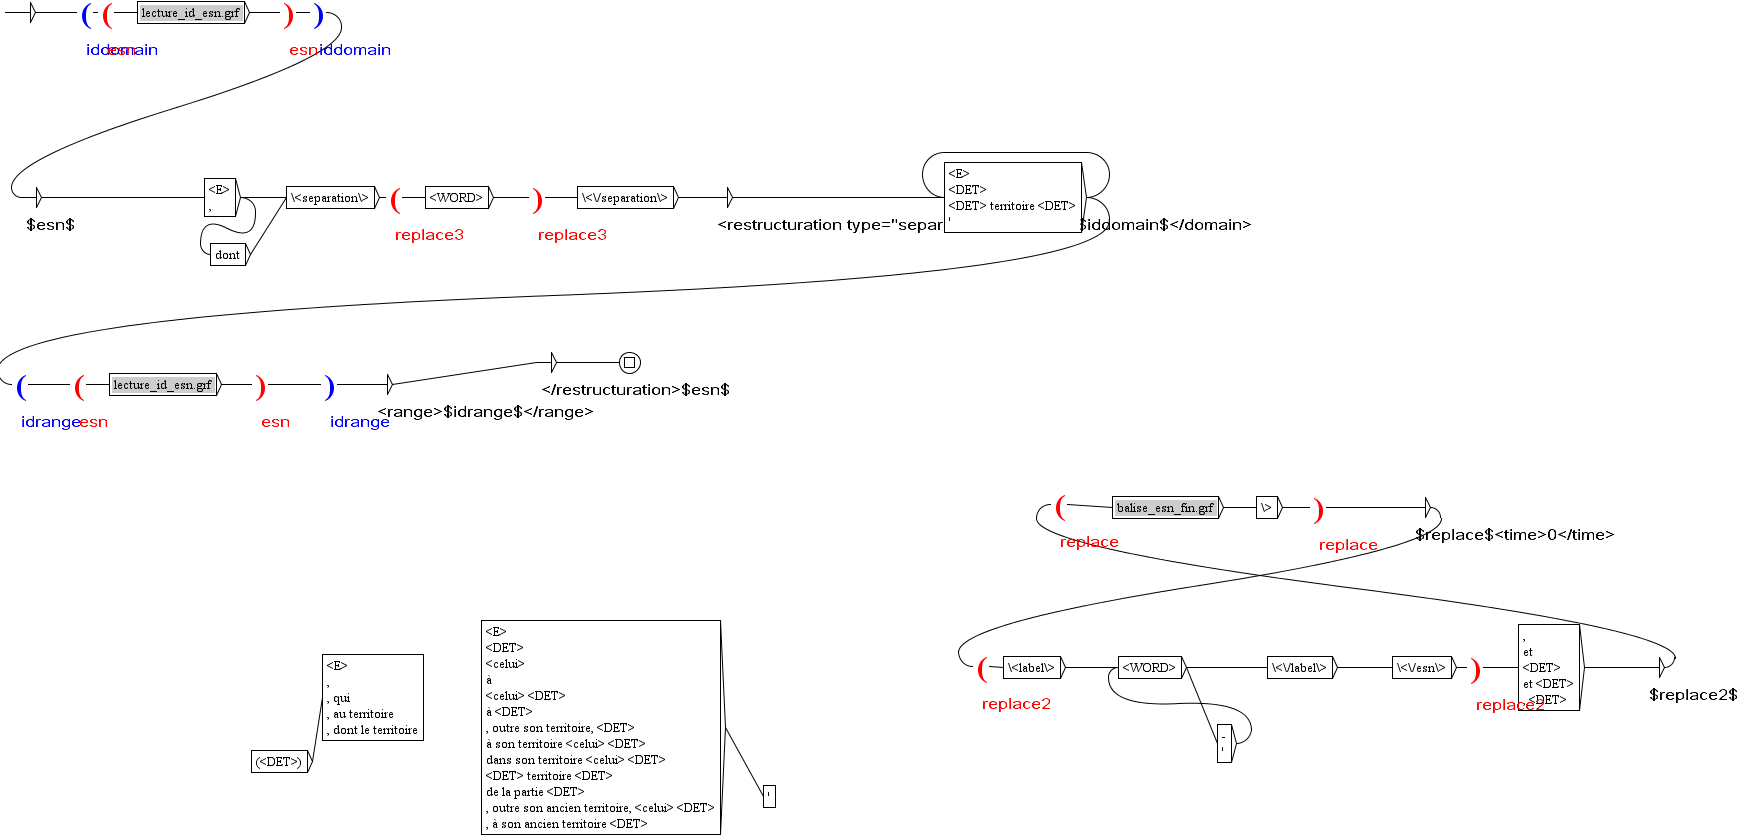 lecture_id_esn.grf
iddomain esn esn iddomain
<E>
,
\<separation\>
<WORD>
\<\/separation\>
<E>
<DET>
<DET> territoire <DET>
'
$esn$
dont
replace3 replace3
<restructuration type="separ
$iddomain$</domain>
lecture_id_esn.grf
</restructuration>$esn$
<range>$idrange$</range>
idrange esn esn idrange
balise_esn_fin.grf
\>
replace replace
$replace$<time>0</time>
\<label\>
<WORD>
\<\/label\>
\<\/esn\>
,
et
<DET>
et <DET>
<DET>
replace2 replace2
$replace2$
-
'
<E>
,
, qui
, au territoire
, dont le territoire
(<DET>)
<E>
<DET>
<celui>
à
<celui> <DET>
à <DET>
, outre son territoire, <DET>
à son territoire <celui> <DET>
dans son territoire <celui> <DET>
<DET> territoire <DET>
de la partie <DET>
, outre son ancien territoire, <celui> <DET>
, à son ancien territoire <DET>
'